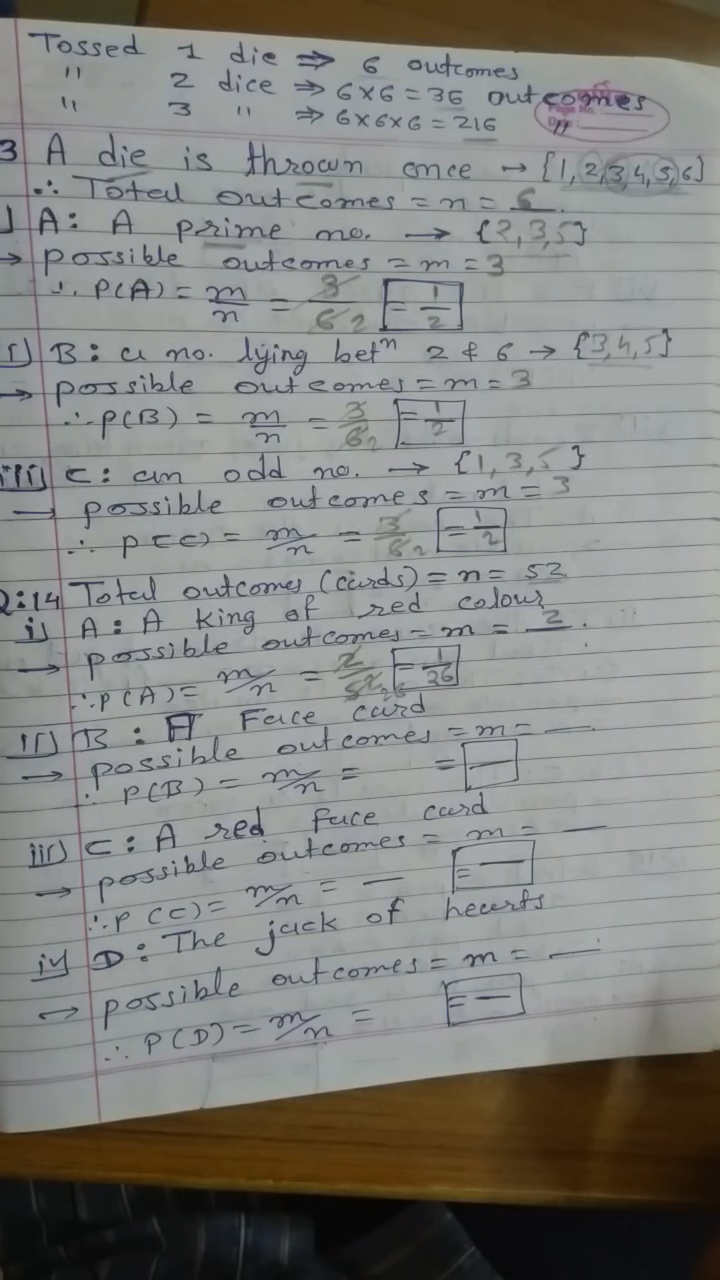 Tossed 1 die ⇒ 6 outcomes
" 2 dice ⇒ 6×6 = 36 outcomes
" 3 " ⇒ 6×6×6 = 216 "
3 A die is thrown once → {1,2,3,4,5,6}
∴ Total outcomes = n = 6.
] A: A prime no. → {2,3,5}
→ possible outcomes = m = 3
∴ P(A) = m/n = 3/6 2 = 1/2
i) B: a no. lying betⁿ 2 & 6 → {3,4,5}
→ possible outcomes = m = 3
∴ P(B) = m/n = 3/6 2 = 1/2
iii) C: an odd no. → {1,3,5}
→ possible outcomes = m = 3
∴ P(C) = m/n = 3/6 2 = 1/2
2:14 Total outcomes (cards) = n = 52
i) A: A king of red colour
→ possible outcomes = m = 2.
∴ P(A) = m/n = 2/52 26 = 1/36
ii) B: A Face card
→ possible outcomes = m = —
∴ P(B) = m/n = = —
iii) C: A red face card
→ possible outcomes = m = —
∴ P(C) = m/n = — = —
iv) D: The jack of hearts
→ possible outcomes = m = —
∴ P(D) = m/n = = —